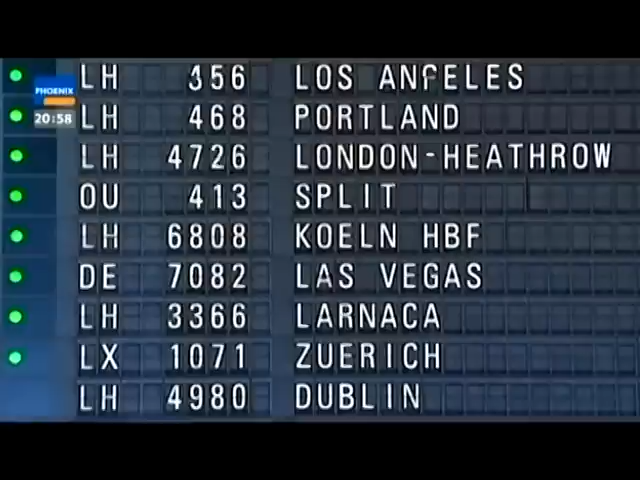 LH 356 LOS ANGELES
PHOENIX
20:58
LH 468 PORTLAND
LH 4726 LONDON-HEATHROW
OU 413 SPLIT
LH 6808 KOELN HBF
DE 7082 LAS VEGAS
LH 3366 LARNACA
LX 1071 ZUERICH
LH 4980 DUBLIN